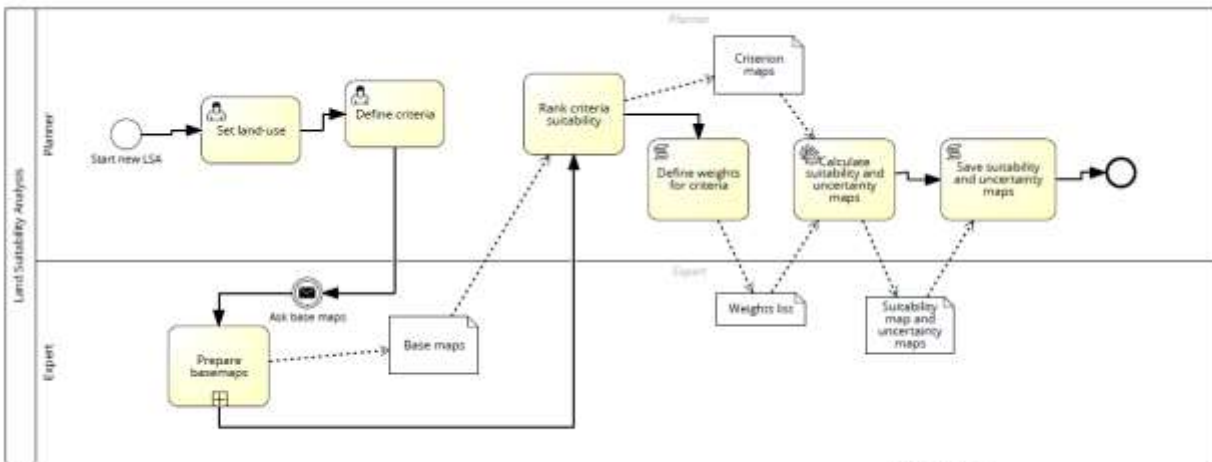 Land Suitability Analysis
Planner
Planner
Start new LSA
Set land-use
Define criteria
Rank criteria
suitability
Criterion
maps
Define weights
for criteria
Calculate
suitability and
uncertainty
maps
Save suitability
and uncertainty
maps
Expert
Expert
Ask base maps
Prepare
basemaps
Base maps
Weights list
Suitability
map and
uncertainty
maps